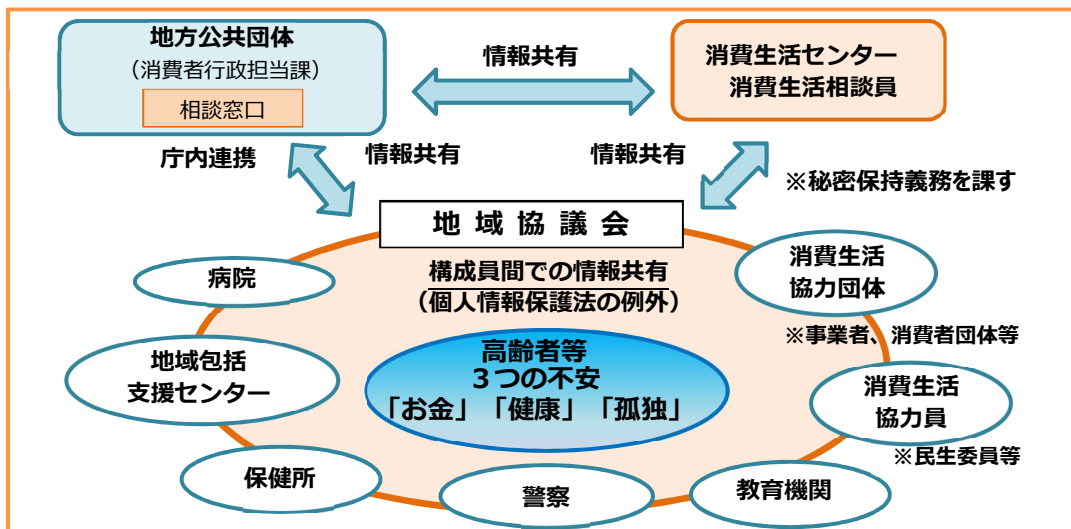 地方公共団体
（消費者行政担当課）
相談窓口
情報共有
消費生活センター
消費生活相談員
庁内連携
情報共有
情報共有
※秘密保持義務を課す
地域協議会
構成員間での情報共有
（個人情報保護法の例外）
病院
消費生活
協力団体
※事業者、消費者団体等
地域包括
支援センター
高齢者等
３つの不安
「お金」「健康」「孤独」
消費生活
協力員
※民生委員等
保健所
警察
教育機関